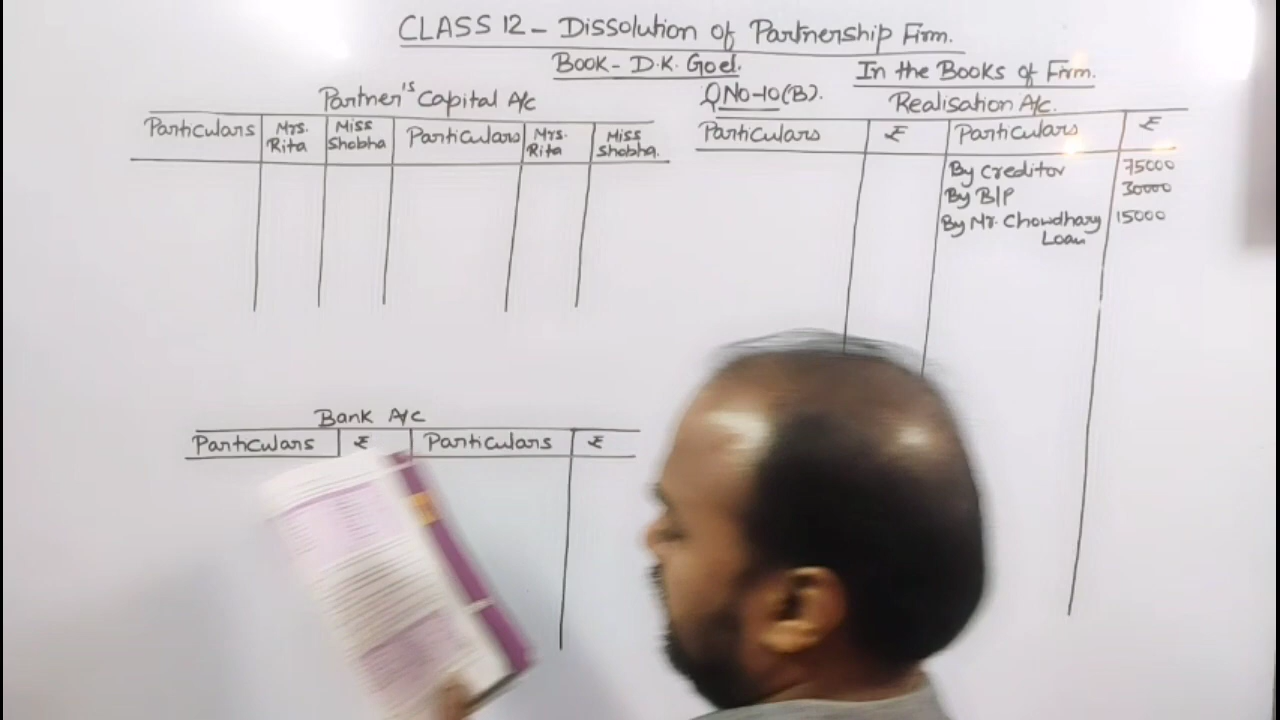 CLASS 12 - Dissolution of Partnership Firm.
Book - D.K. Goel.
In the Books of Firm.
Partner's Capital A/c
QNo-10(B).
Realisation A/c.
Particulars Mrs. Rita Miss Shobha Particulars Mrs. Rita Miss Shobha.
Particulars ₹ Particulars ₹
By Creditor 75000
By B/P 30000
By Mr. Chowdhary 15000
Loan
Bank A/c
Particulars ₹ Particulars ₹